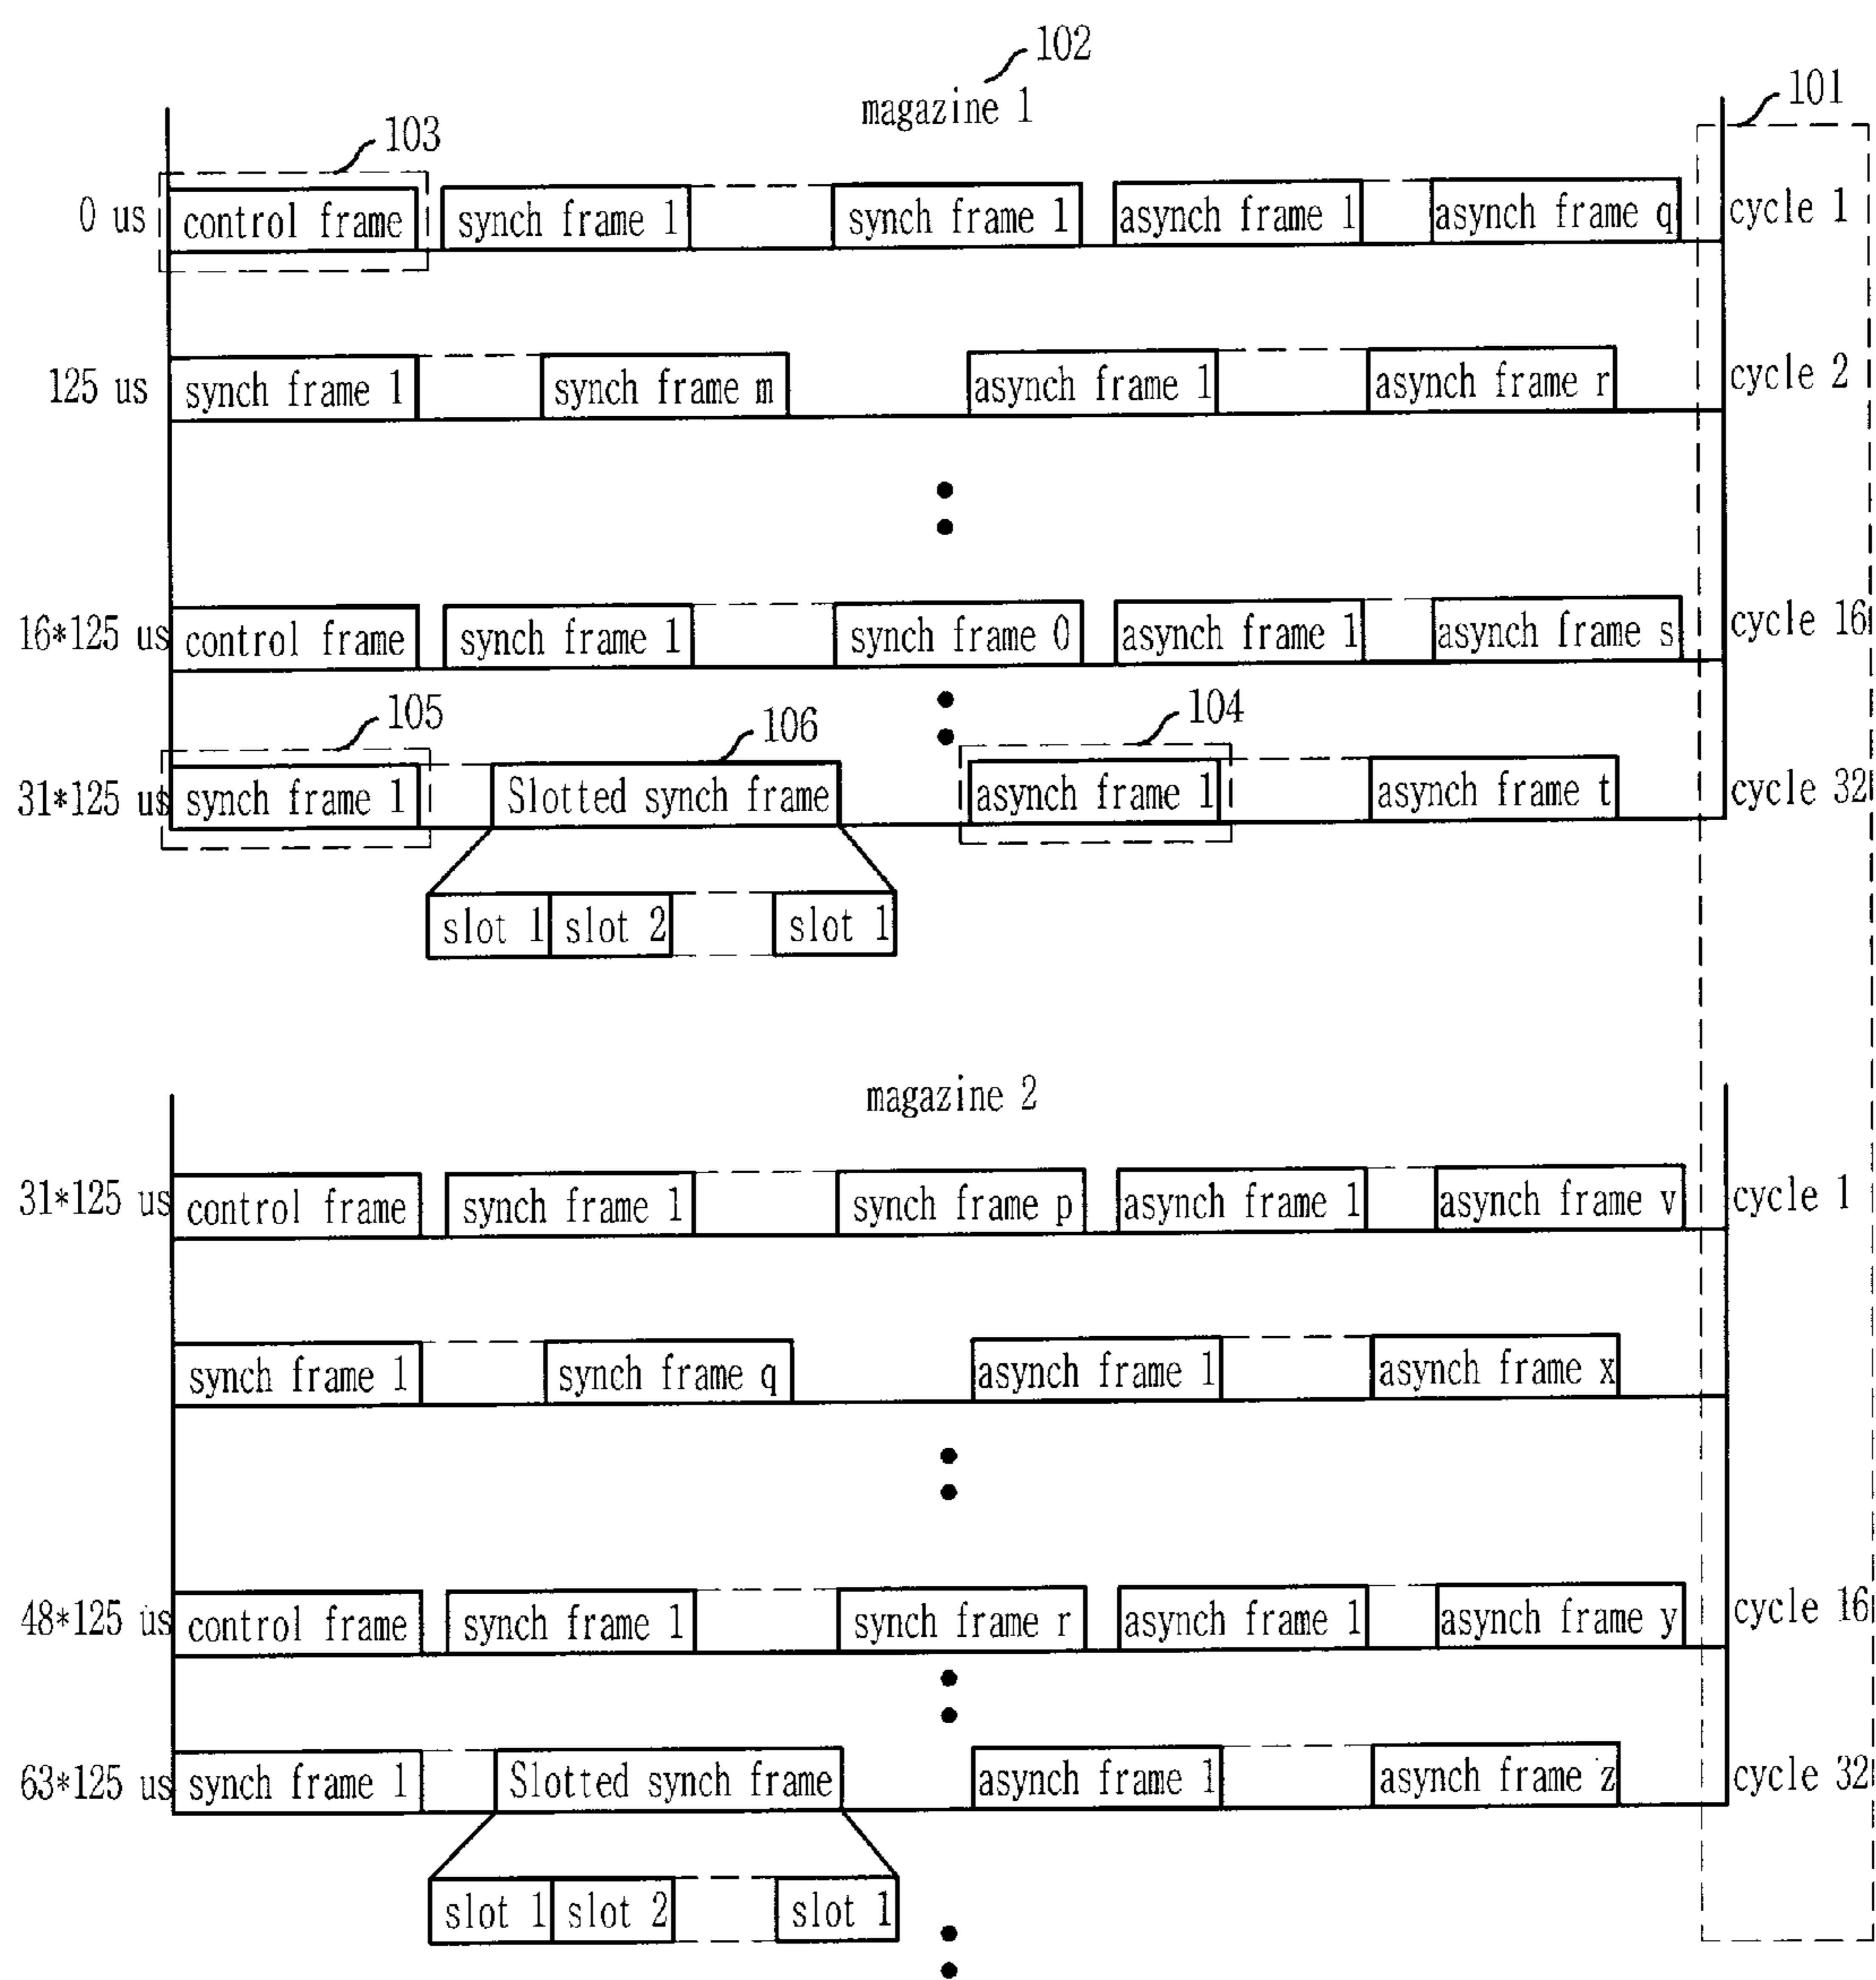 102
magazine 1
101
103
0 us control frame synch frame 1 synch frame 1 asynch frame 1 asynch frame q cycle 1
125 us synch frame 1 synch frame m asynch frame 1 asynch frame r cycle 2
16*125 us control frame synch frame 1 synch frame 0 asynch frame 1 asynch frame s cycle 16
105 106 104
31*125 us synch frame 1 Slotted synch frame asynch frame 1 asynch frame t cycle 32
slot 1 slot 2 slot 1
magazine 2
31*125 us control frame synch frame 1 synch frame p asynch frame 1 asynch frame v cycle 1
synch frame 1 synch frame q asynch frame 1 asynch frame x
48*125 us control frame synch frame 1 synch frame r asynch frame 1 asynch frame y cycle 16
63*125 us synch frame 1 Slotted synch frame asynch frame 1 asynch frame z cycle 32
slot 1 slot 2 slot 1